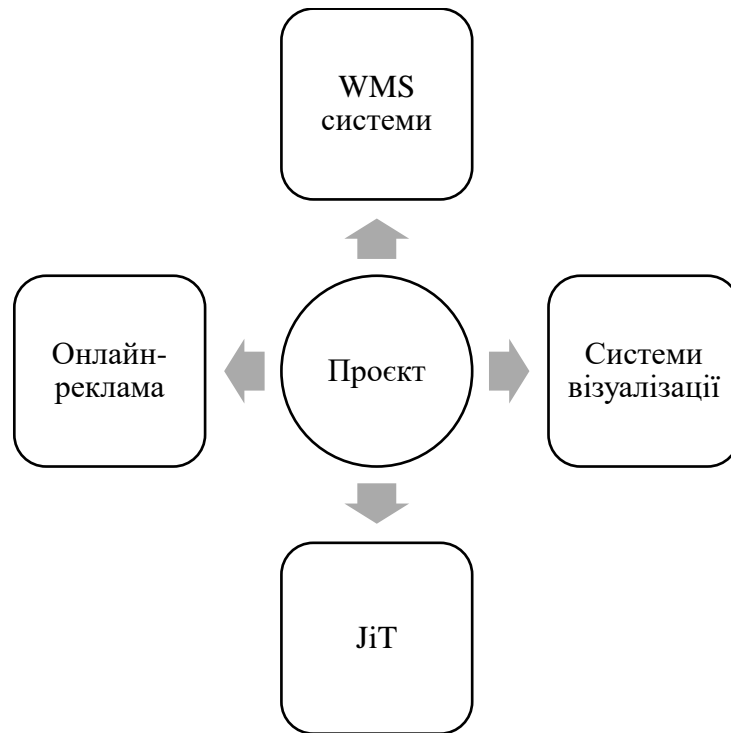 WMS
системи
Онлайн-
реклама
Проєкт
Системи
візуалізації
JiT